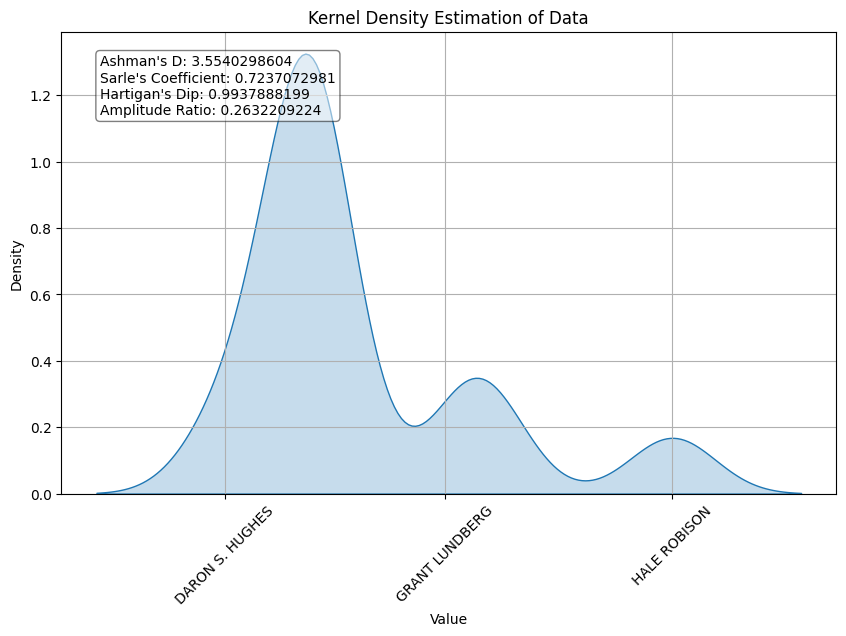 Kernel Density Estimation of Data
Ashman's D: 3.5540298604
Sarle's Coefficient: 0.7237072981
Hartigan's Dip: 0.9937888199
Amplitude Ratio: 0.2632209224
1.2
1.0
0.8
0.6
0.4
0.2
0.0
Density
DARON S. HUGHES
GRANT LUNDBERG
HALE ROBISON
Value